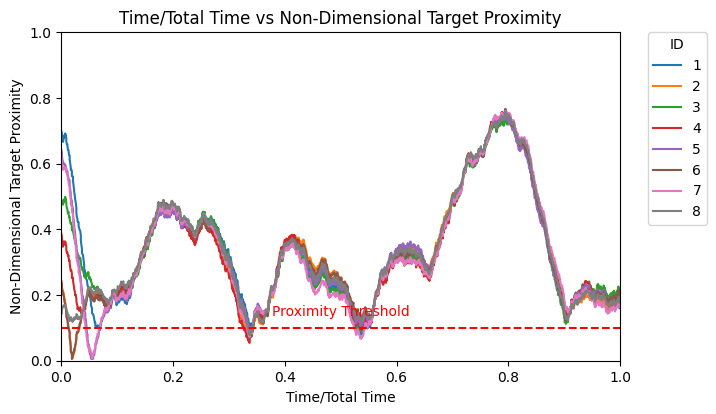 Time/Total Time vs Non-Dimensional Target Proximity
Non-Dimensional Target Proximity
1.0
0.8
0.6
0.4
0.2
0.0
Proximity Threshold
0.0 0.2 0.4 0.6 0.8 1.0
Time/Total Time
ID
1
2
3
4
5
6
7
8